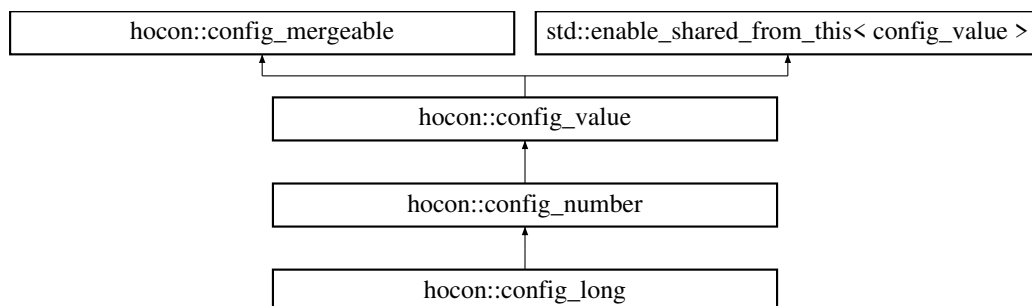 hocon::config_mergeable
std::enable_shared_from_this< config_value >
hocon::config_value
hocon::config_number
hocon::config_long